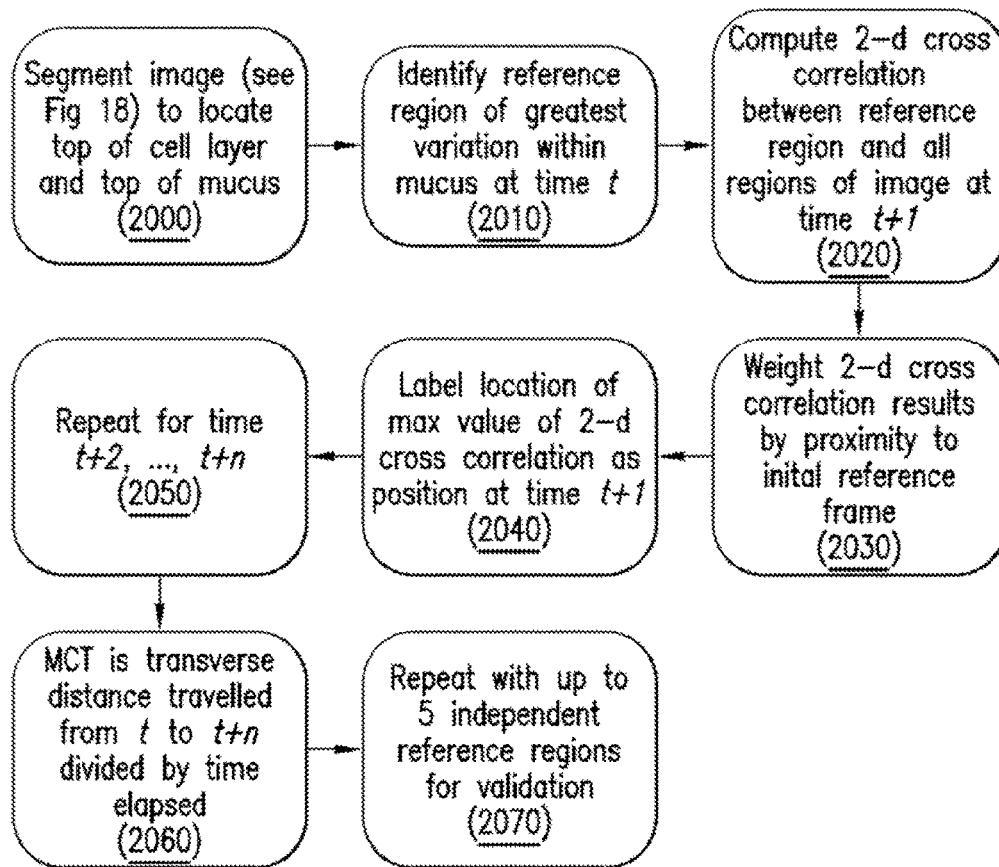 Segment image (see
Fig 18) to locate
top of cell layer
and top of mucus
(2000)
Identify reference
region of greatest
variation within
mucus at time t
(2010)
Compute 2-d cross
correlation
between reference
region and all
regions of image at
time t+1
(2020)
Weight 2-d cross
correlation results
by proximity to
inital reference
frame
(2030)
Label location of
max value of 2-d
cross correlation as
position at time t+1
(2040)
Repeat for time
t+2, ..., t+n
(2050)
MCT is transverse
distance travelled
from t to t+n
divided by time
elapsed
(2060)
Repeat with up to
5 independent
reference regions
for validation
(2070)